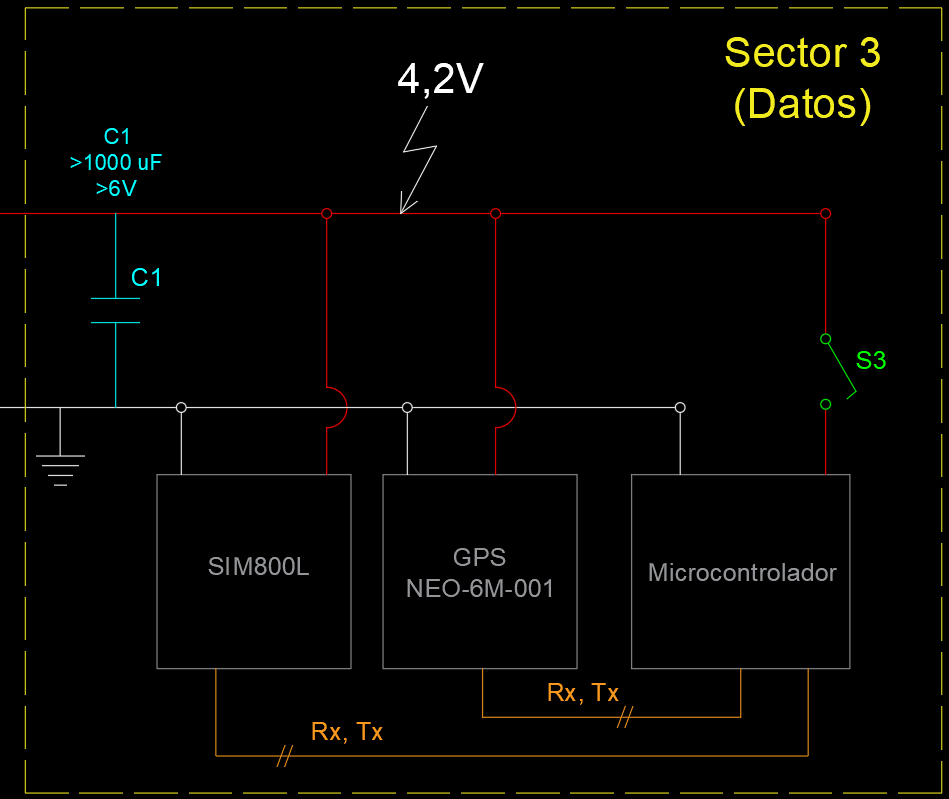 Sector 3
(Datos)
4,2V
C1
>1000 uF
>6V
C1
S3
SIM800L
GPS
NEO-6M-001
Microcontrolador
Rx, Tx
Rx, Tx